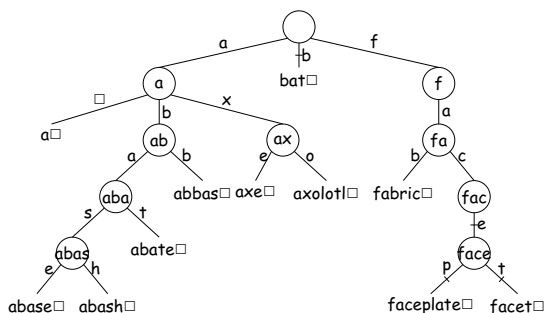 a b f
a f
□ b x bat□ a
a□ ab ax fa
a b e o b c
aba abbas□ axe□ axolotl□ fabric□ fac
s t e
abas abate□ face
e h p t
abase□ abash□ faceplate□ facet□